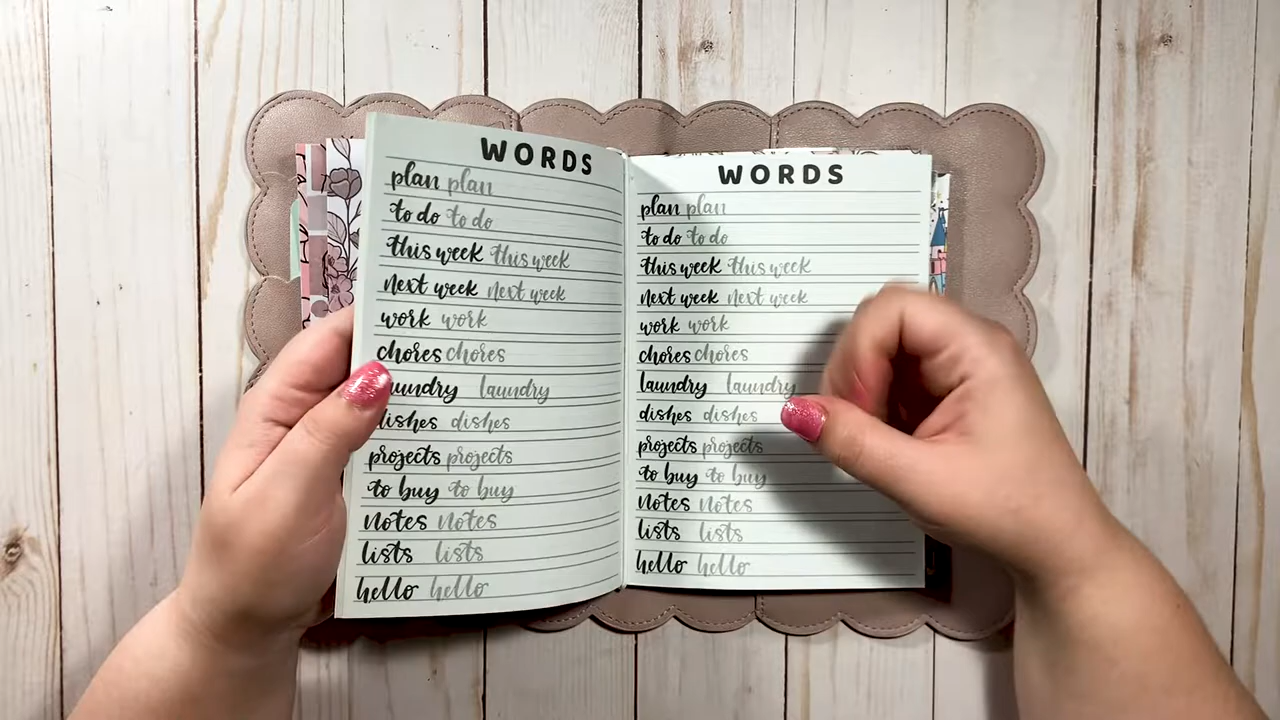 WORDS
plan plan
to do to do
this week this week
next week next week
work work
chores chores
laundry laundry
dishes dishes
projects projects
to buy to buy
notes notes
lists lists
hello hello
WORDS
plan plan
to do to do
this week this week
next week next week
work work
chores chores
laundry laundry
dishes dishes
projects projects
to buy to buy
notes notes
lists lists
hello hello